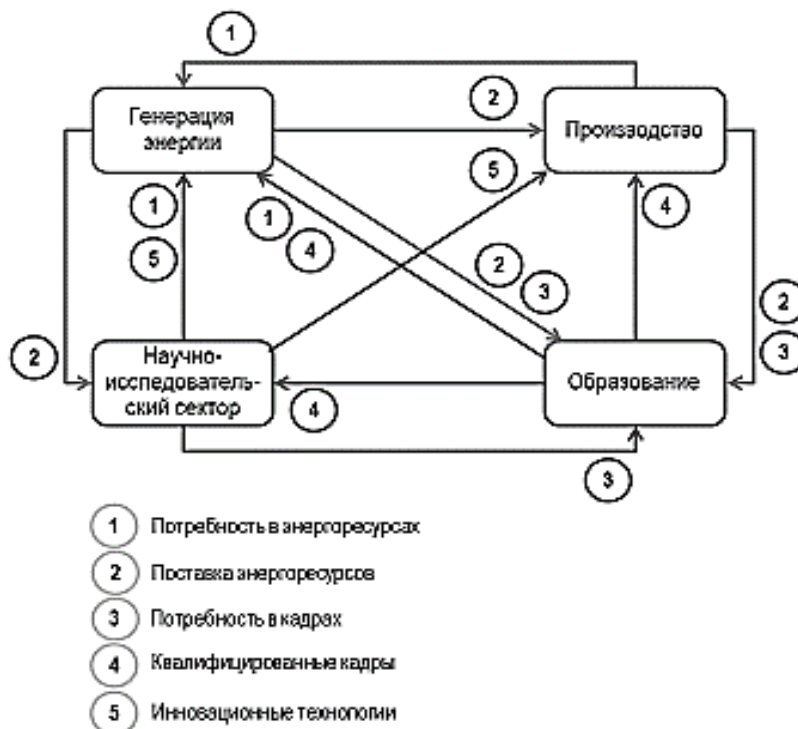 1
Генерация
энергии
2
Производство
5
1
5
1
4
4
2
3
2
3
2
Научно-
исследователь-
ский сектор
4
Образование
3
1 Потребность в энергоресурсах
2 Поставка энергоресурсов
3 Потребность в кадрах
4 Квалифицированные кадры
5 Инновационные технологии